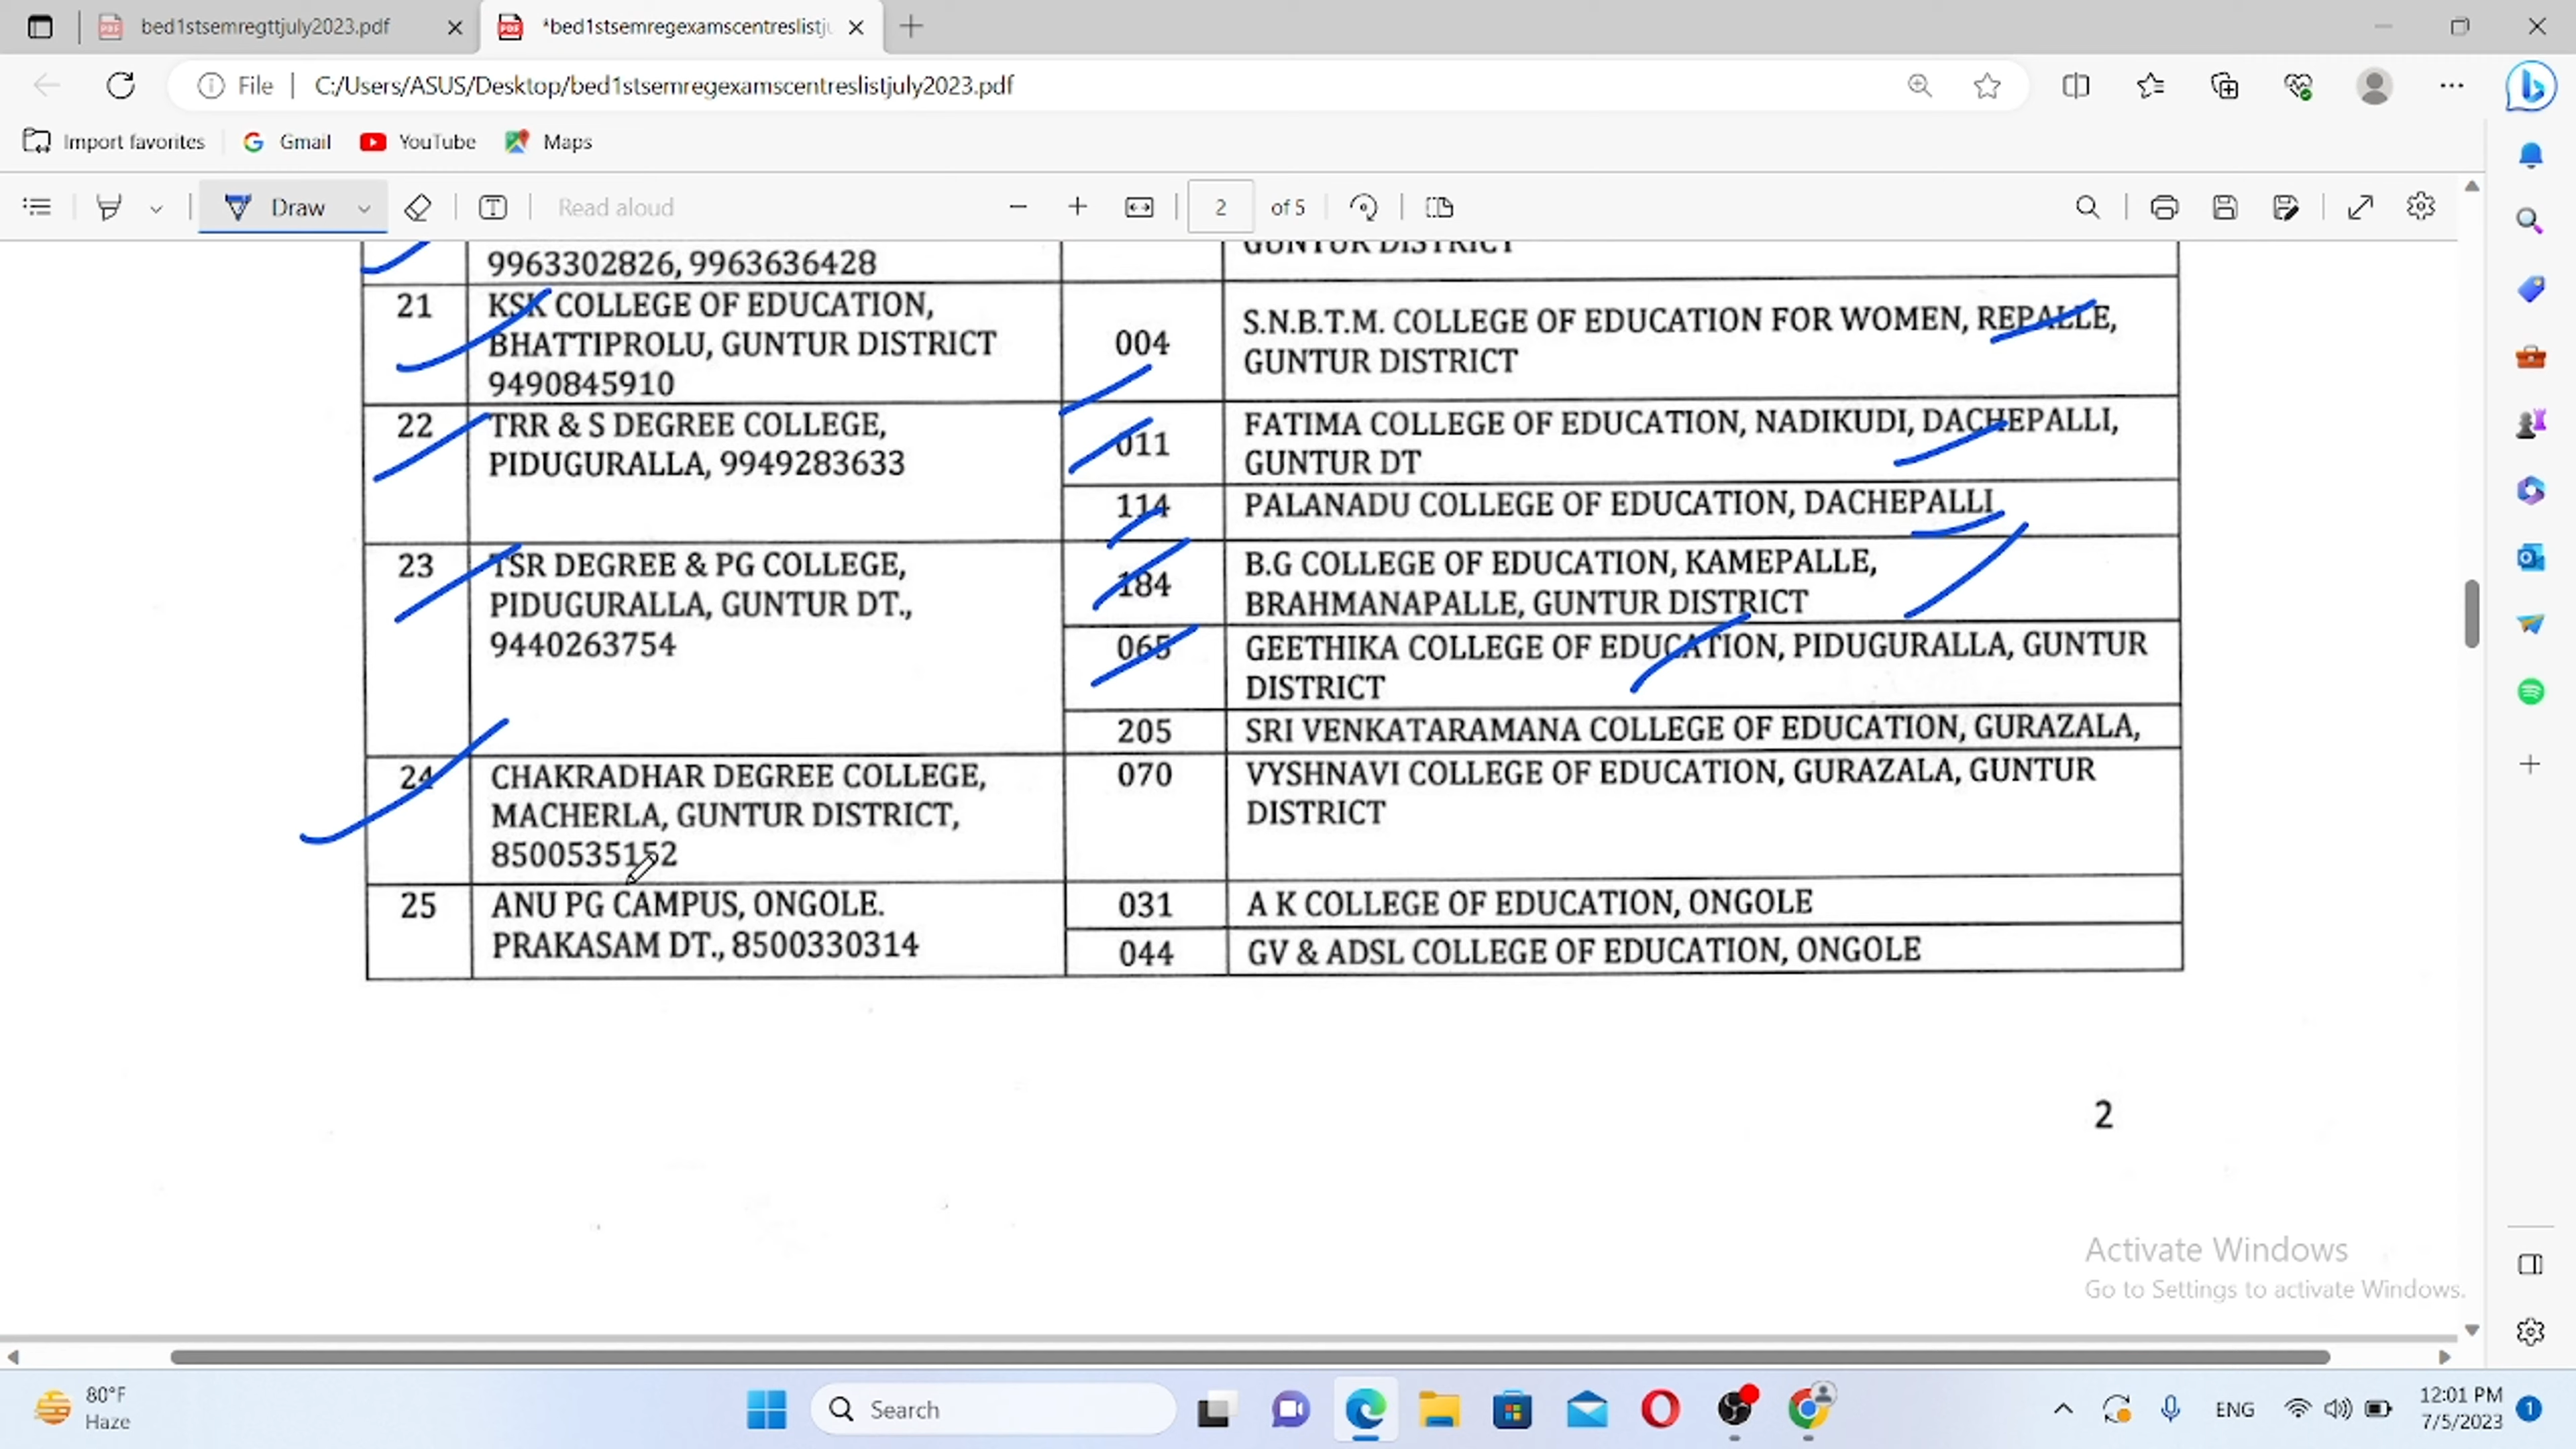 bed1stsemregttjuly2023.pdf
*bed1stsemregexamscentreslistju
File
C:/Users/ASUS/Desktop/bed1stsemregexamscentreslistjuly2023.pdf
Import favorites
Gmail
YouTube
Maps
Draw
Read aloud
2
of 5
9963302826, 9963636428
GUNTUR DISTRICT
21
KSK COLLEGE OF EDUCATION,
BHATTIPROLU, GUNTUR DISTRICT
9490845910
004
S.N.B.T.M. COLLEGE OF EDUCATION FOR WOMEN, REPALLE,
GUNTUR DISTRICT
22
TRR & S DEGREE COLLEGE,
PIDUGURALLA, 9949283633
011
FATIMA COLLEGE OF EDUCATION, NADIKUDI, DACHEPALLI,
GUNTUR DT
114
PALANADU COLLEGE OF EDUCATION, DACHEPALLI
23
TSR DEGREE & PG COLLEGE,
PIDUGURALLA, GUNTUR DT.,
9440263754
184
B.G COLLEGE OF EDUCATION, KAMEPALLE,
BRAHMANAPALLE, GUNTUR DISTRICT
065
GEETHIKA COLLEGE OF EDUCATION, PIDUGURALLA, GUNTUR
DISTRICT
205
SRI VENKATARAMANA COLLEGE OF EDUCATION, GURAZALA,
24
CHAKRADHAR DEGREE COLLEGE,
MACHERLA, GUNTUR DISTRICT,
8500535152
070
VYSHNAVI COLLEGE OF EDUCATION, GURAZALA, GUNTUR
DISTRICT
25
ANU PG CAMPUS, ONGOLE.
PRAKASAM DT., 8500330314
031
A K COLLEGE OF EDUCATION, ONGOLE
044
GV & ADSL COLLEGE OF EDUCATION, ONGOLE
2
Activate Windows
Go to Settings to activate Windows.
80°F
Haze
Search
ENG
12:01 PM
7/5/2023
1